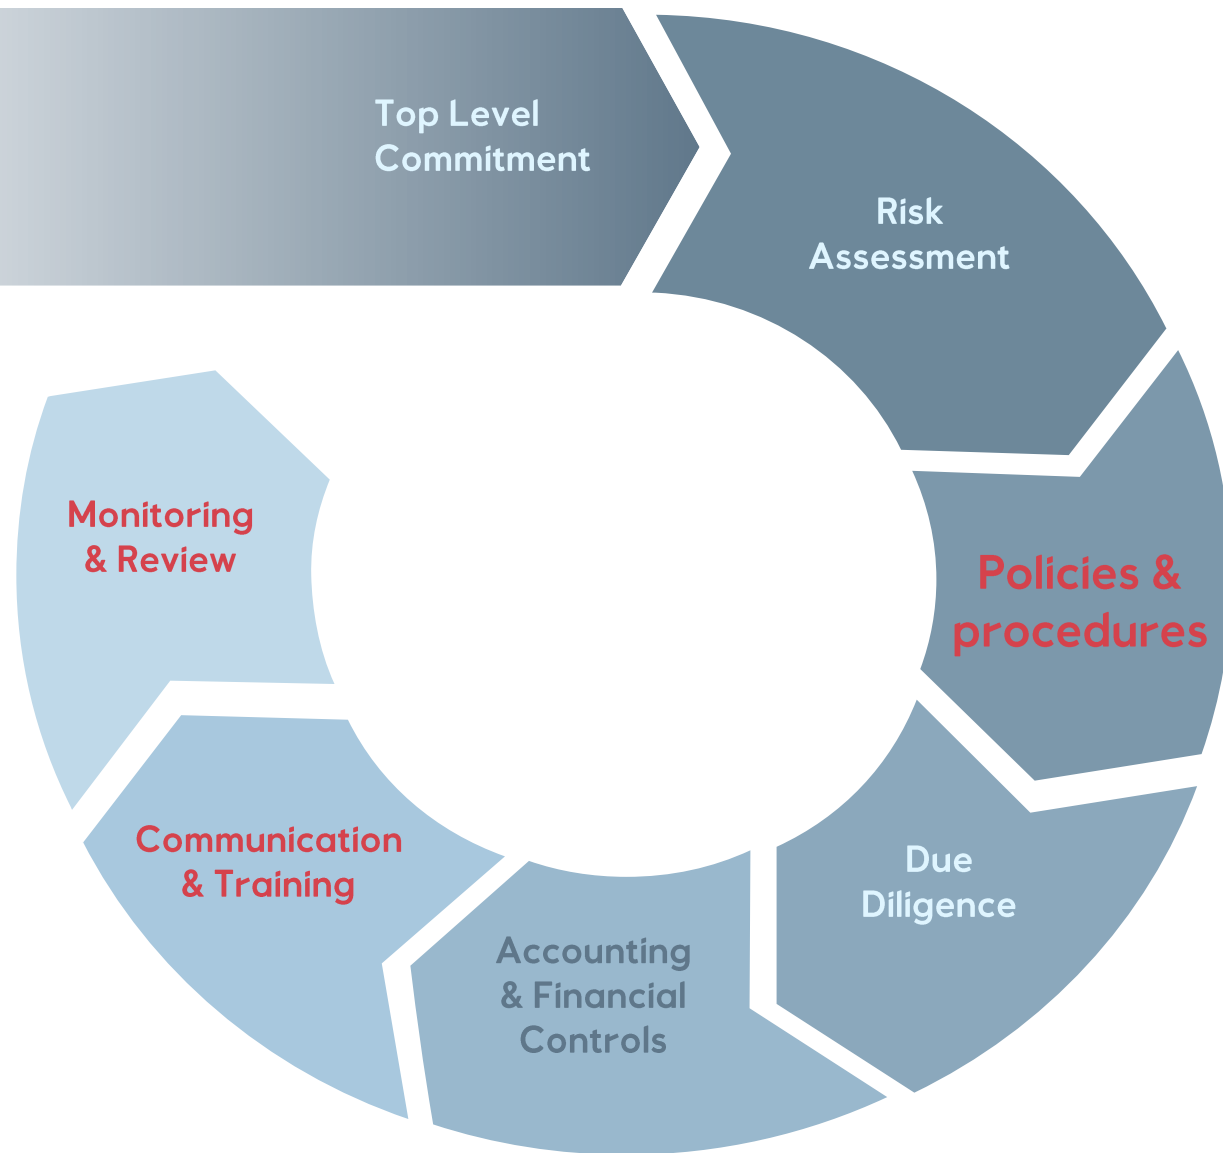 Top Level
Commitment
Risk
Assessment
Policies &
procedures
Due
Diligence
Accounting
& Financial
Controls
Communication
& Training
Monitoring
& Review